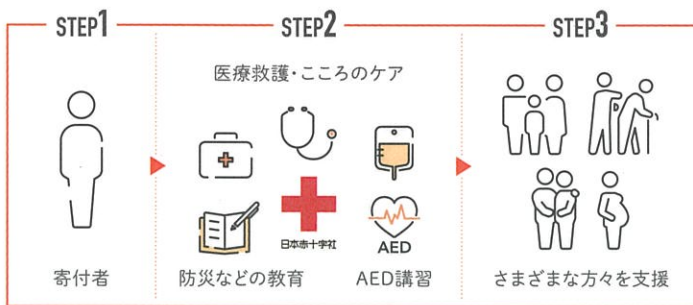 STEP1
寄付者
STEP2
医療救護・こころのケア
日本赤十字社
AED
防災などの教育
AED講習
STEP3
さまざまな方々を支援